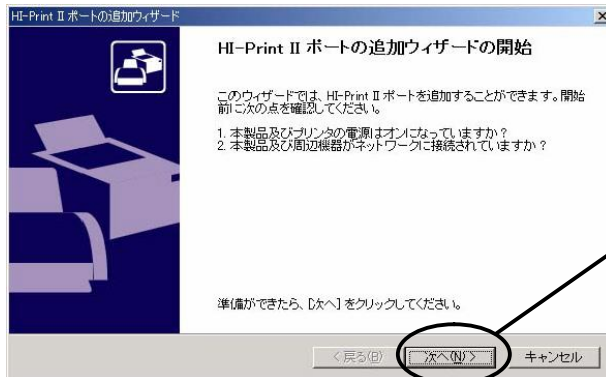 HI-Print Ⅱ ポートの追加ウィザード
HI-Print Ⅱ ポートの追加ウィザードの開始
このウィザードでは、HI-Print Ⅱ ポートを追加することができます。開始
前に次の点を確認してください。
1. 本製品及びプリンタの電源はオンになっていますか？
2. 本製品及び周辺機器がネットワークに接続されていますか？
準備ができたら、[次へ] をクリックしてください。
< 戻る(B)
次へ(N) >
キャンセル